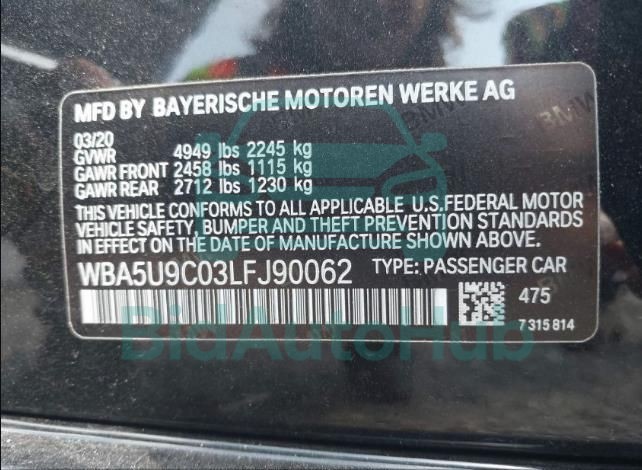 MFD BY BAYERISCHE MOTOREN WERKE AG
03/20
GVWR 4949 lbs 2245 kg
GAWR FRONT 2458 lbs 1115 kg
GAWR REAR 2712 lbs 1230 kg
THIS VEHICLE CONFORMS TO ALL APPLICABLE U.S.FEDERAL MOTOR
VEHICLE SAFETY, BUMPER AND THEFT PREVENTION STANDARDS
IN EFFECT ON THE DATE OF MANUFACTURE SHOWN ABOVE.
WBA5U9C03LFJ90062 TYPE: PASSENGER CAR
475
7 315 814
BidAutoHub